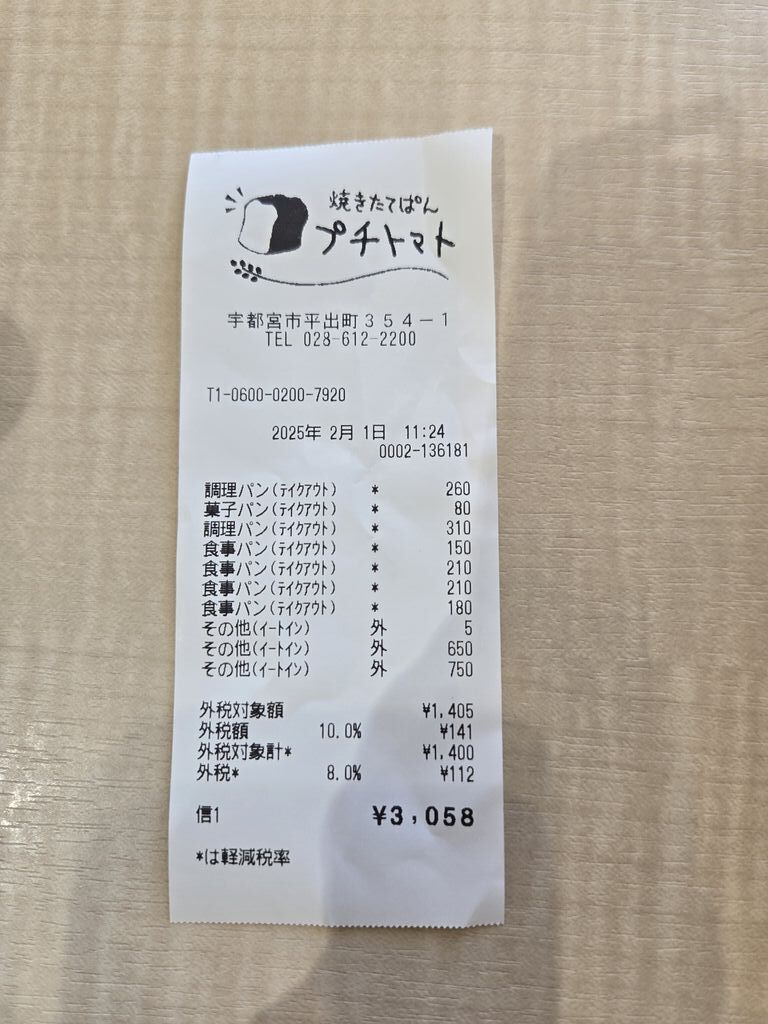 焼きたてぱん
プチトマト
宇都宮市平出町354-1
TEL 028-612-2200
T1-0600-0200-7920
2025年 2月 1日 11:24
0002-136181
調理パン(ﾃｲｸｱｳﾄ) * 260
菓子パン(ﾃｲｸｱｳﾄ) * 80
調理パン(ﾃｲｸｱｳﾄ) * 310
食事パン(ﾃｲｸｱｳﾄ) * 150
食事パン(ﾃｲｸｱｳﾄ) * 210
食事パン(ﾃｲｸｱｳﾄ) * 210
食事パン(ﾃｲｸｱｳﾄ) * 180
その他(ｲｰﾄｲﾝ) 外 5
その他(ｲｰﾄｲﾝ) 外 650
その他(ｲｰﾄｲﾝ) 外 750
外税対象額 ¥1,405
外税額 10.0% ¥141
外税対象計* ¥1,400
外税* 8.0% ¥112
信1 ¥3,058
*は軽減税率